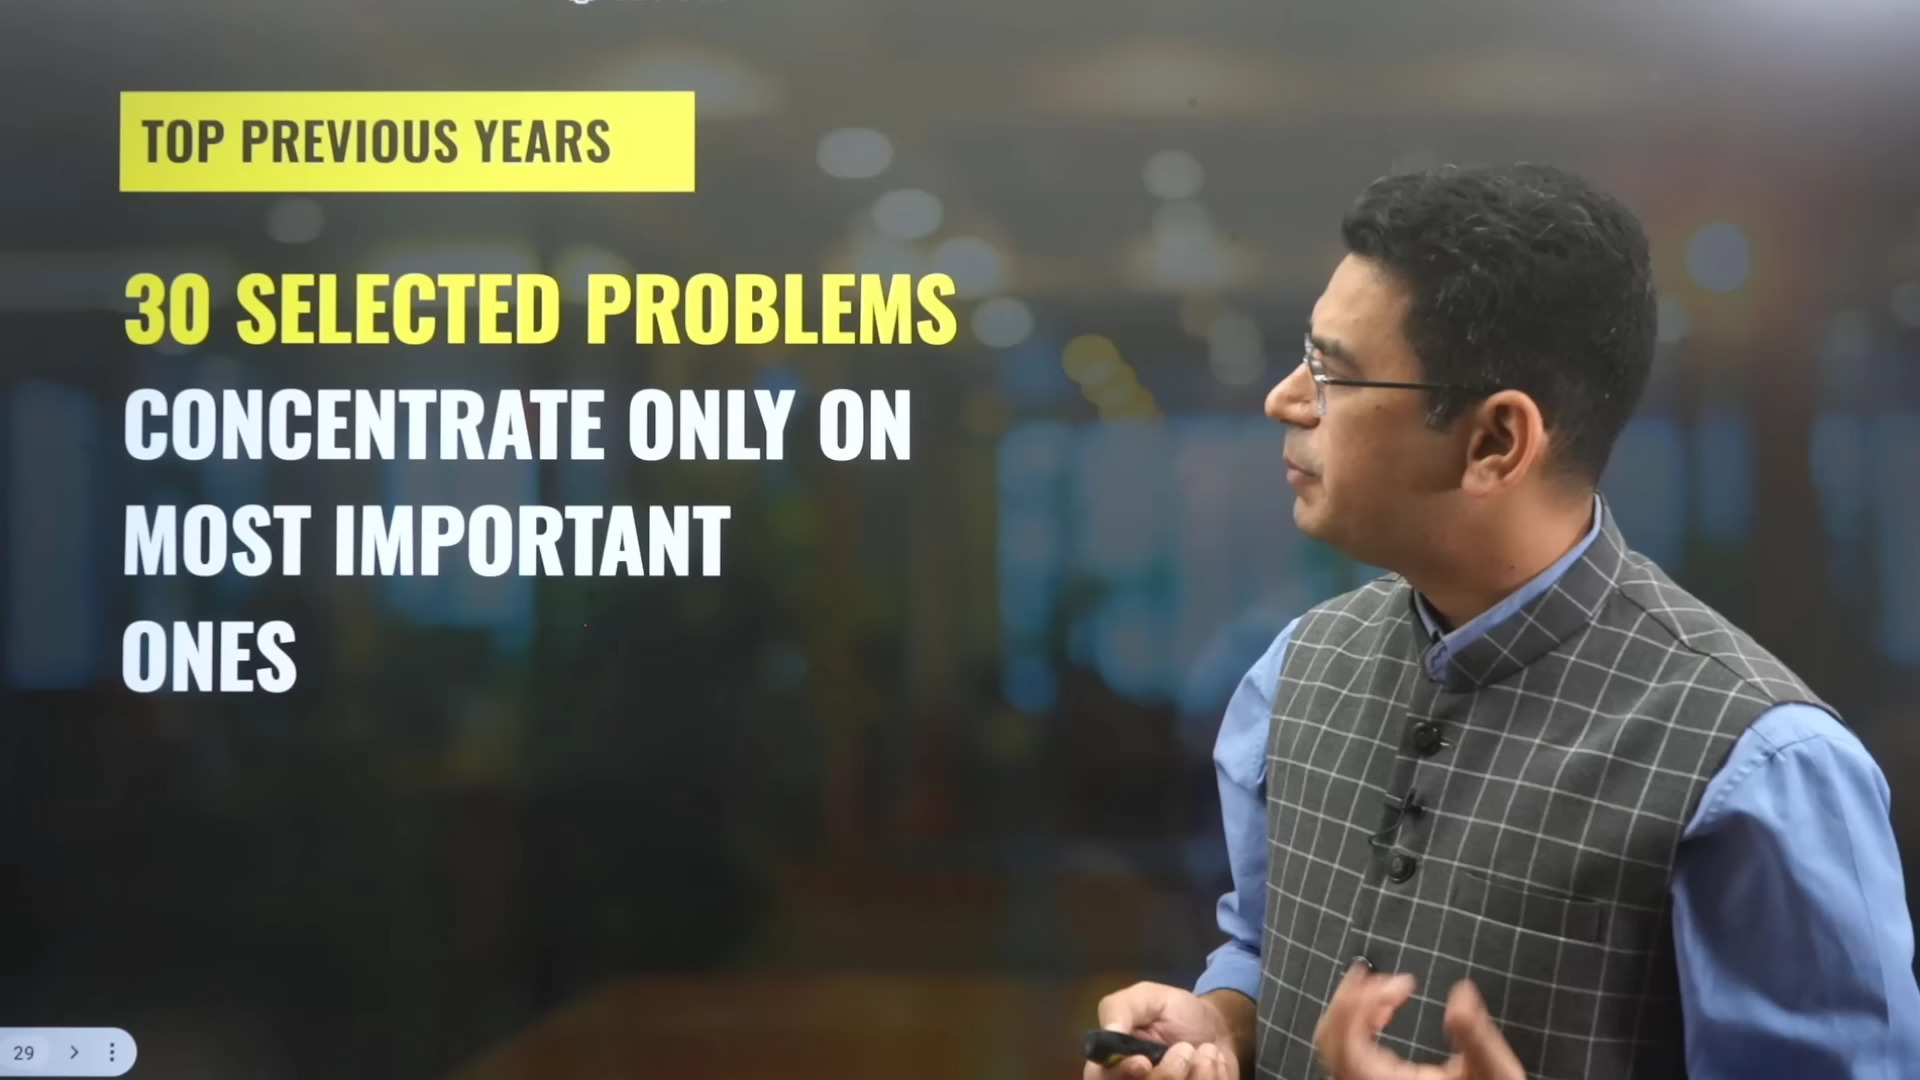 TOP PREVIOUS YEARS
30 SELECTED PROBLEMS
CONCENTRATE ONLY ON
MOST IMPORTANT
ONES
29